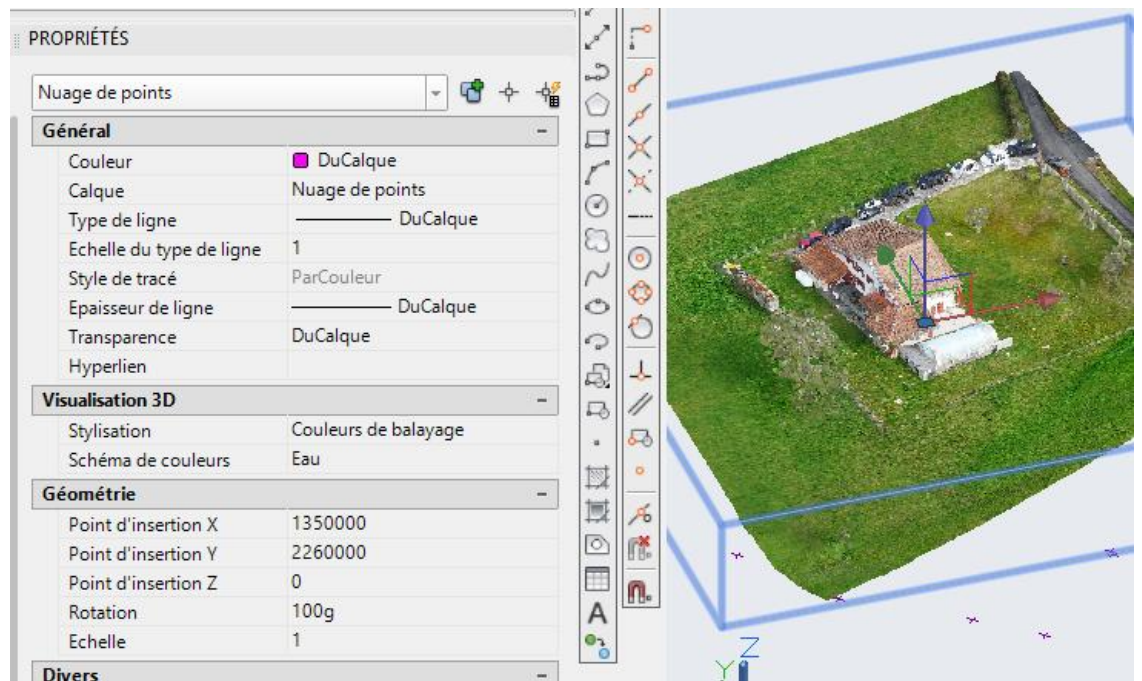 PROPRIÉTÉS
Nuage de points
Général
Couleur DuCalque
Calque Nuage de points
Type de ligne DuCalque
Echelle du type de ligne 1
Style de tracé ParCouleur
Epaisseur de ligne DuCalque
Transparence DuCalque
Hyperlien
Visualisation 3D
Stylisation Couleurs de balayage
Schéma de couleurs Eau
Géométrie
Point d'insertion X 1350000
Point d'insertion Y 2260000
Point d'insertion Z 0
Rotation 100g
Echelle 1
Divers
A
Z
Y